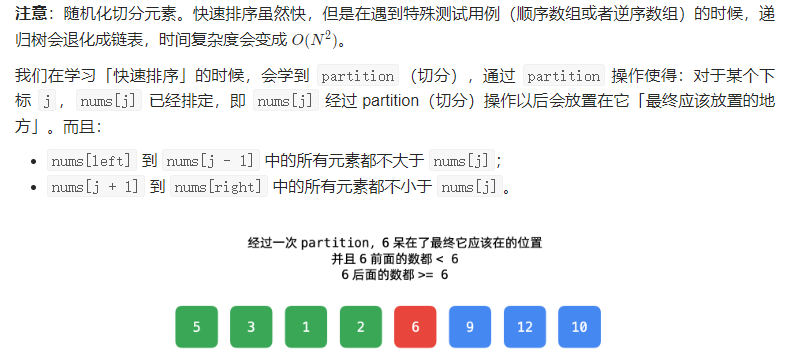 注意：随机化切分元素。快速排序虽然快，但是在遇到特殊测试用例（顺序数组或者逆序数组）的时候，递
归树会退化成链表，时间复杂度会变成 O(N²)。
我们在学习「快速排序」的时候，会学到 partition （切分），通过 partition 操作使得：对于某个下
标 j ，nums[j] 已经排定，即 nums[j] 经过 partition（切分）操作以后会放置在它「最终应该放置的地
方」。而且：
• nums[left] 到 nums[j - 1] 中的所有元素都不大于 nums[j]；
• nums[j + 1] 到 nums[right] 中的所有元素都不小于 nums[j]。
经过一次 partition，6 呆在了最终它应该在的位置
并且 6 前面的数都 < 6
6 后面的数都 >= 6
5 3 1 2 6 9 12 10